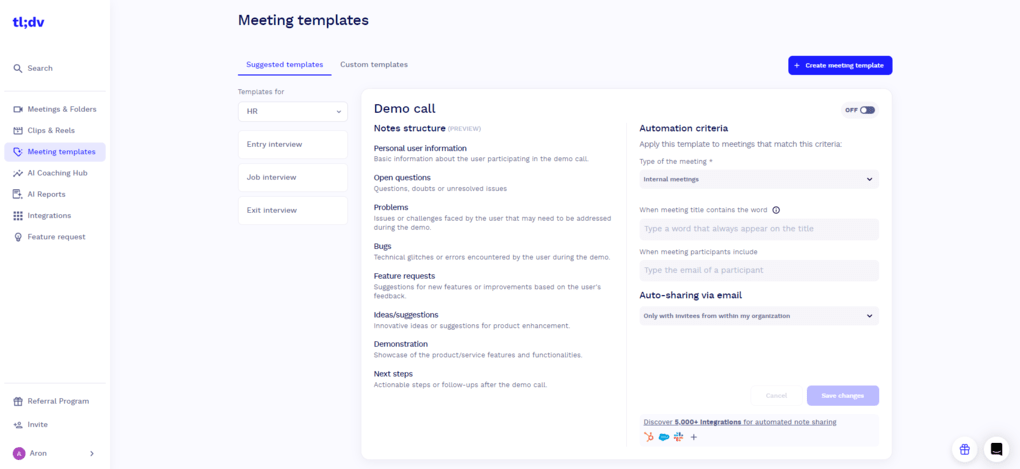 tl;dv
Search
Meetings & Folders
Clips & Reels
Meeting templates
AI Coaching Hub
AI Reports
Integrations
Feature request
Referral Program
Invite
A
Aron
Meeting templates
Suggested templates
Custom templates
+ Create meeting template
Templates for
HR
Entry interview
Job interview
Exit interview
Demo call
OFF
Notes structure (PREVIEW)
Personal user information
Basic information about the user participating in the demo call.
Open questions
Questions, doubts or unresolved issues
Problems
Issues or challenges faced by the user that may need to be addressed
during the demo.
Bugs
Technical glitches or errors encountered by the user during the demo.
Feature requests
Suggestions for new features or improvements based on the user's
feedback.
Ideas/suggestions
Innovative ideas or suggestions for product enhancement.
Demonstration
Showcase of the product/service features and functionalities.
Next steps
Actionable steps or follow-ups after the demo call.
Automation criteria
Apply this template to meetings that match this criteria:
Type of the meeting *
Internal meetings
When meeting title contains the word
Type a word that always appear on the title
When meeting participants include
Type the email of a participant
Auto-sharing via email
Only with invitees from within my organization
Cancel
Save changes
Discover 5,000+ integrations for automated note sharing
+